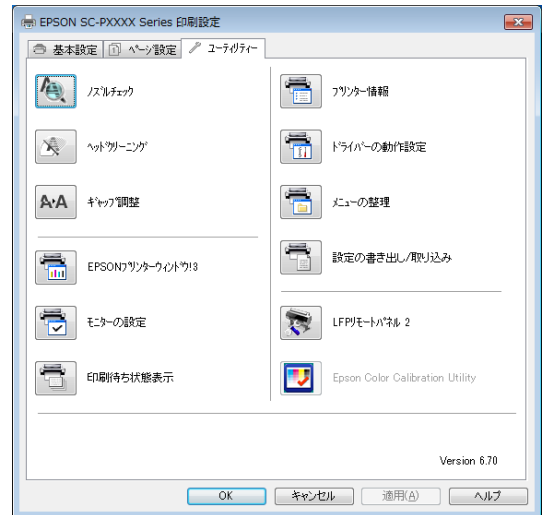 EPSON SC-PXXXX Series 印刷設定
基本設定
ページ設定
ユーティリティー
ノズルチェック
ヘッドクリーニング
ギャップ調整
EPSONプリンターウィンドウ!3
モニターの設定
印刷待ち状態表示
プリンター情報
ドライバーの動作設定
メニューの整理
設定の書き出し/取り込み
LFPリモートパネル 2
Epson Color Calibration Utility
Version 6.70
OK
キャンセル
適用(A)
ヘルプ